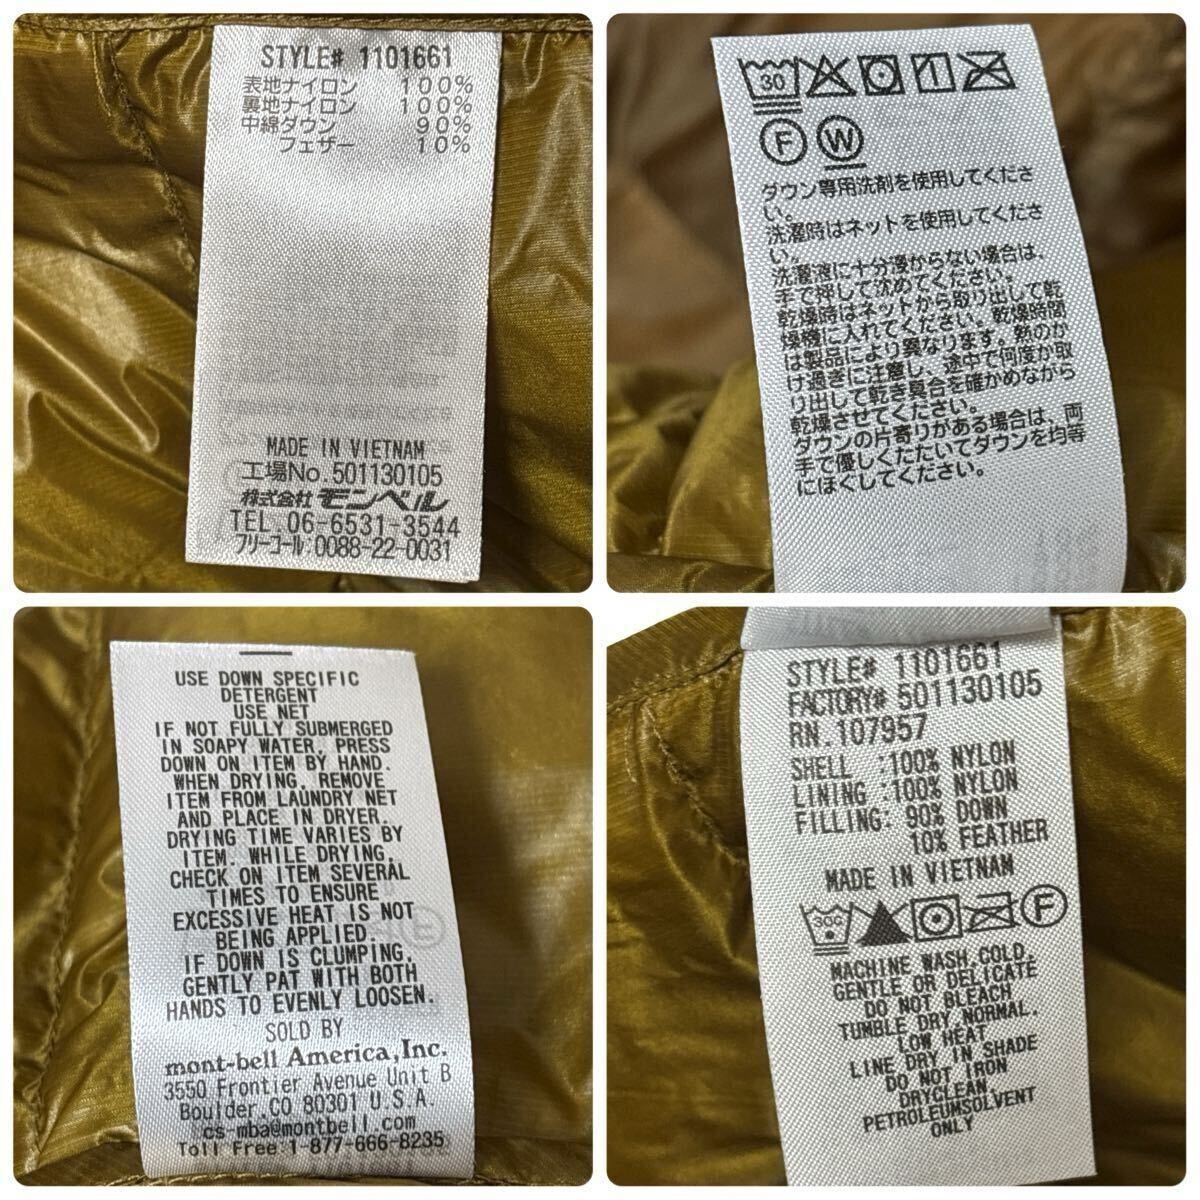 STYLE# 1101661
表地ナイロン 100%
裏地ナイロン 100%
中綿ダウン 90%
フェザー 10%
MADE IN VIETNAM
工場No.501130105
株式会社モンベル
TEL.06-6531-3544
フリーコール:0088-22-0031
30
F W
ダウン専用洗剤を使用してくださ
い。
洗濯時はネットを使用してくださ
い。
洗濯液に十分浸からない場合は、
手で押して沈めてください。
乾燥時はネットから取り出して乾
燥機に入れてください。乾燥時間
は製品により異なります。熱のか
け過ぎに注意し、途中で何度か取
り出して乾き具合を確かめながら
乾燥させてください。
ダウンの片寄りがある場合は、両
手で優しくたたいてダウンを均等
にほぐしてください。
USE DOWN SPECIFIC
DETERGENT
USE NET
IF NOT FULLY SUBMERGED
IN SOAPY WATER, PRESS
DOWN ON ITEM BY HAND.
WHEN DRYING, REMOVE
ITEM FROM LAUNDRY NET
AND PLACE IN DRYER.
DRYING TIME VARIES BY
ITEM. WHILE DRYING,
CHECK ON ITEM SEVERAL
TIMES TO ENSURE
EXCESSIVE HEAT IS NOT
BEING APPLIED.
IF DOWN IS CLUMPING,
GENTLY PAT WITH BOTH
HANDS TO EVENLY LOOSEN.
SOLD BY
mont-bell America,Inc.
3550 Frontier Avenue Unit B
Boulder,CO 80301 U.S.A.
cs-mba@montbell.com
Toll Free:1-877-666-8235
STYLE# 1101661
FACTORY# 501130105
RN.107957
SHELL :100% NYLON
LINING :100% NYLON
FILLING: 90% DOWN
10% FEATHER
MADE IN VIETNAM
30C F
MACHINE WASH,COLD,
GENTLE OR DELICATE
DO NOT BLEACH
TUMBLE DRY NORMAL.
LOW HEAT
LINE DRY IN SHADE
DO NOT IRON
DRYCLEAN,
PETROLEUMSOLVENT
ONLY